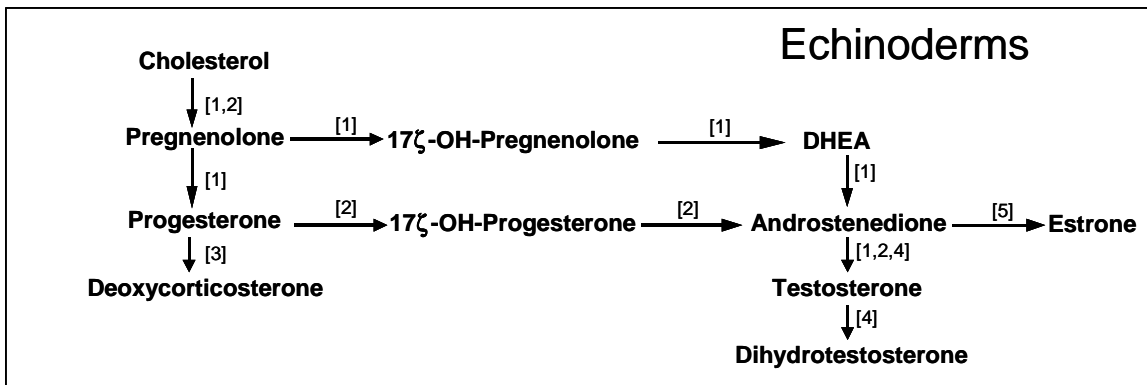 Echinoderms
Cholesterol
[1,2]
Pregnenolone [1] 17ζ-OH-Pregnenolone [1] DHEA
[1] [1]
Progesterone [2] 17ζ-OH-Progesterone [2] Androstenedione [5] Estrone
[3] [1,2,4]
Deoxycorticosterone Testosterone
[4]
Dihydrotestosterone